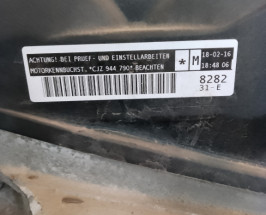 ACHTUNG! BEI PRUEF- UND EINSTELLARBEITEN
MOTORKENNBUCHST. *CJZ 944 790* BEACHTEN
* M
18-02-16
18:48 06
8282
31-E